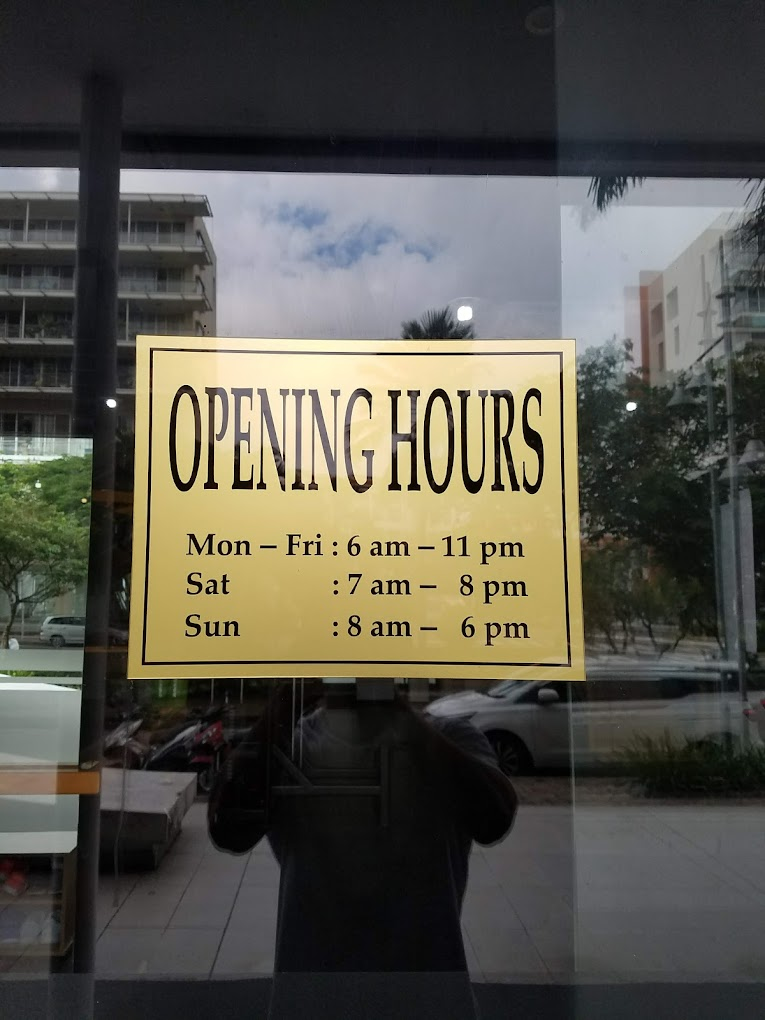 OPENING HOURS
Mon – Fri : 6 am – 11 pm
Sat : 7 am – 8 pm
Sun : 8 am – 6 pm